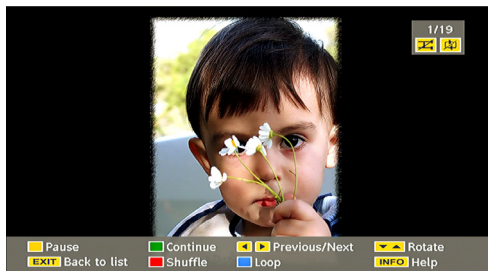 1/19
Pause Continue Previous/Next Rotate
EXIT Back to list Shuffle Loop INFO Help